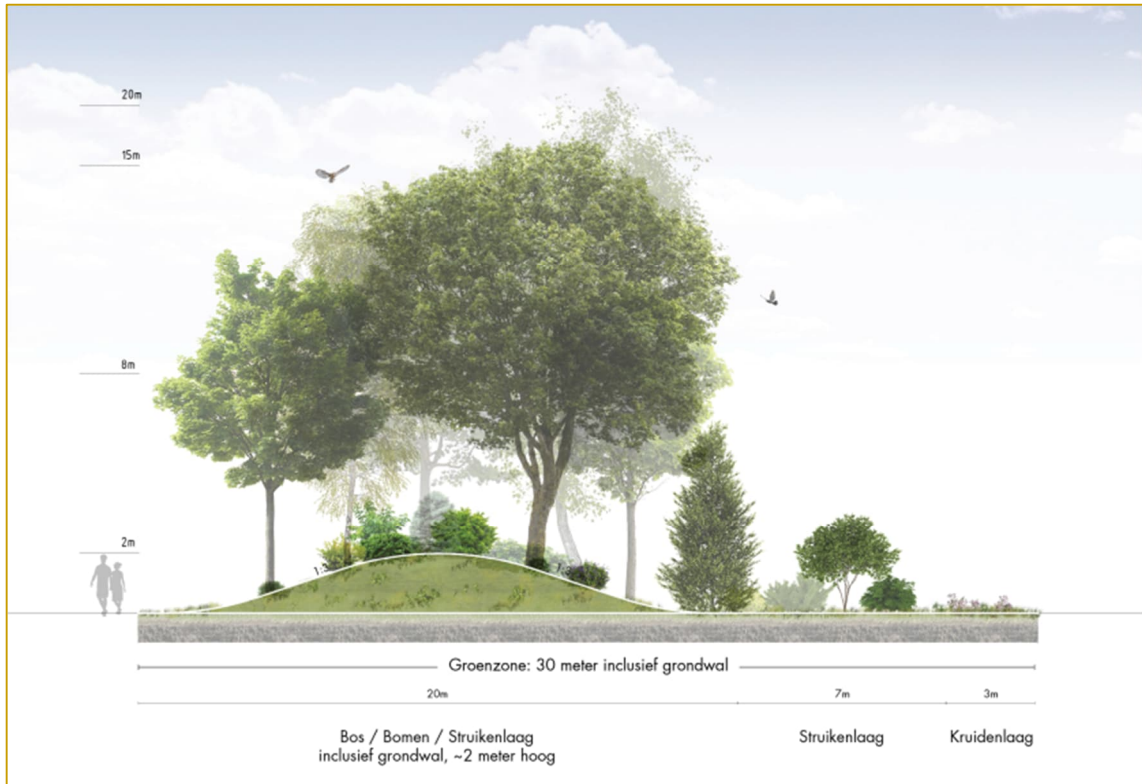 20m
15m
8m
2m
Groenzone: 30 meter inclusief grondwal
20m
7m
3m
Bos / Bomen / Struikenlaag
inclusief grondwal, ~2 meter hoog
Struikenlaag
Kruidenlaag